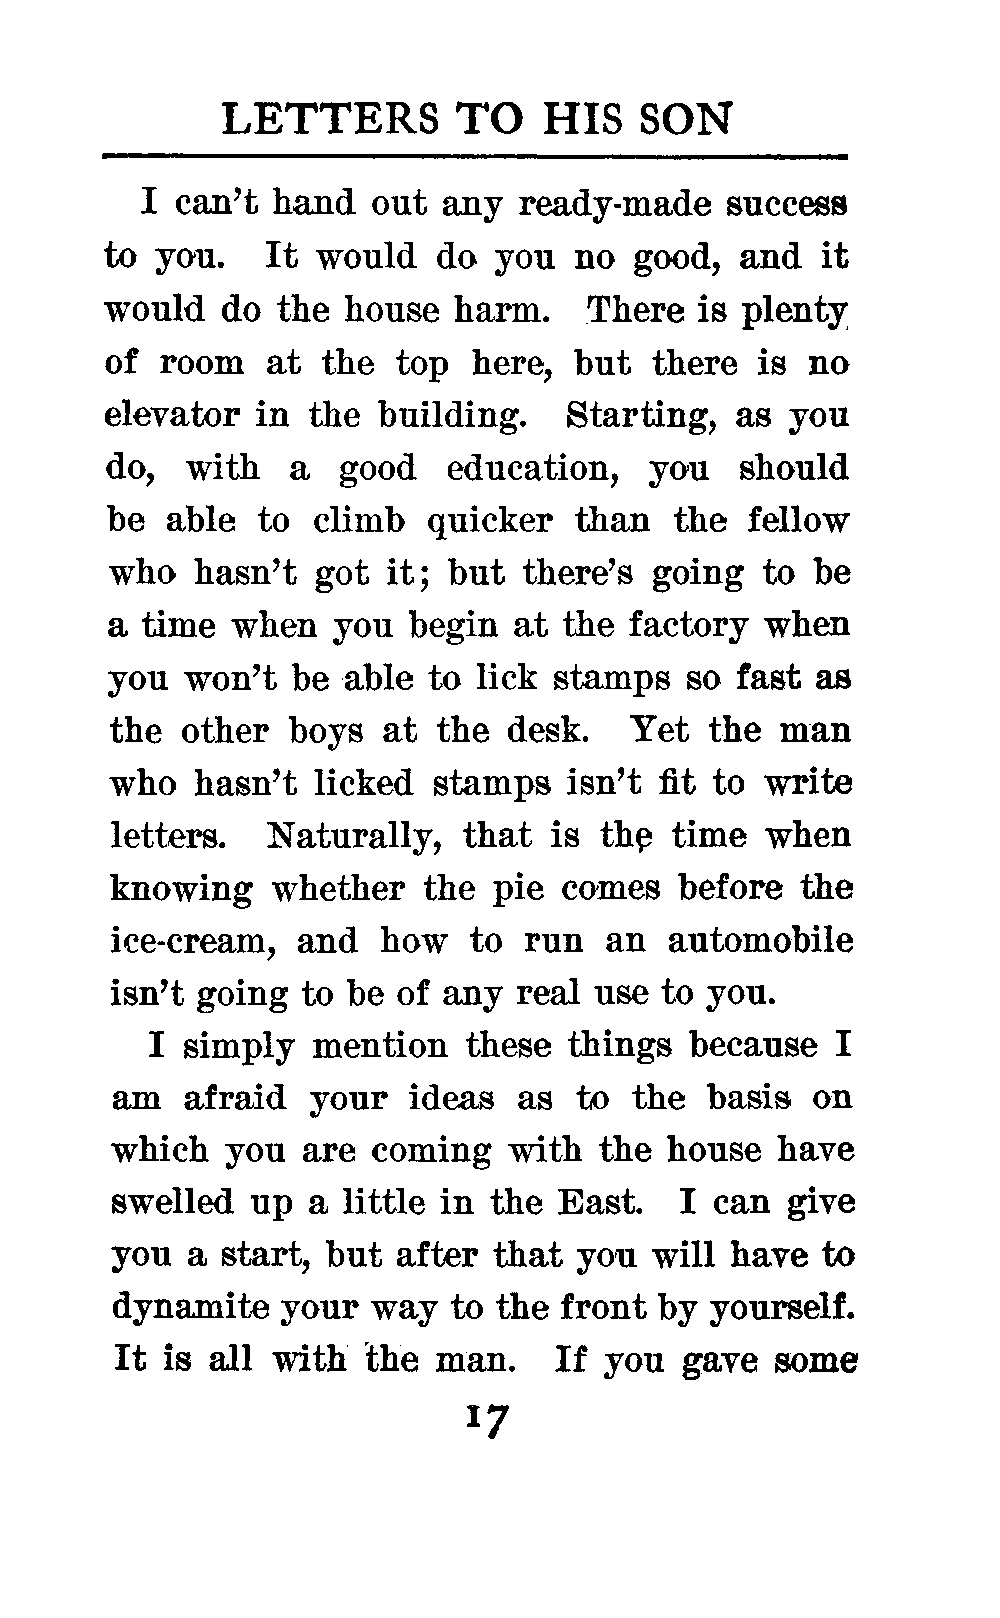 LETTERS TO HIS SON
I can't hand out any ready-made success
to you. It would do you no good, and it
would do the house harm. There is plenty
of room at the top here, but there is no
elevator in the building. Starting, as you
do, with a good education, you should
be able to climb quicker than the fellow
who hasn't got it; but there's going to be
a time when you begin at the factory when
you won't be able to lick stamps so fast as
the other boys at the desk. Yet the man
who hasn't licked stamps isn't fit to write
letters. Naturally, that is the time when
knowing whether the pie comes before the
ice-cream, and how to run an automobile
isn't going to be of any real use to you.
I simply mention these things because I
am afraid your ideas as to the basis on
which you are coming with the house have
swelled up a little in the East. I can give
you a start, but after that you will have to
dynamite your way to the front by yourself.
It is all with the man. If you gave some
17